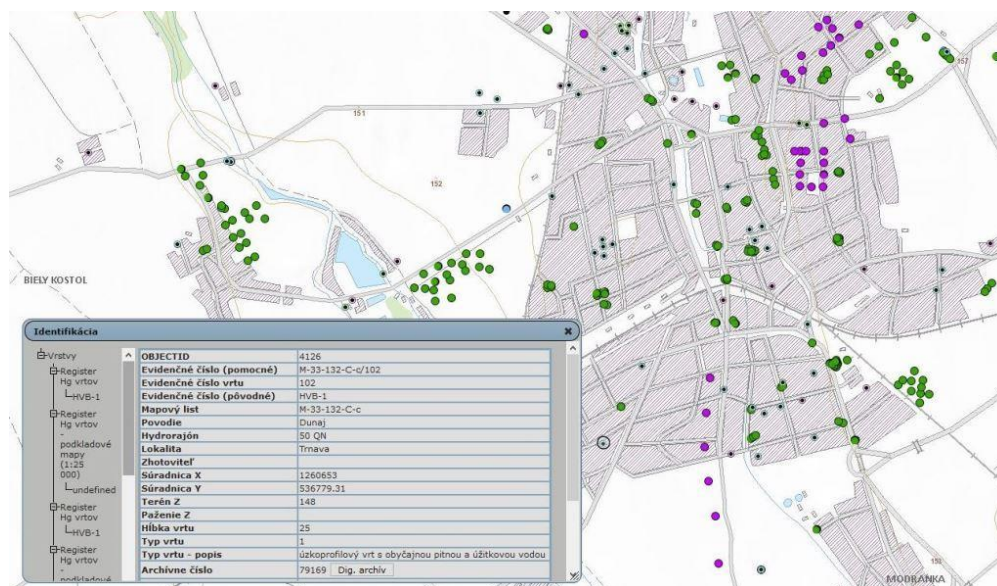 157
151
152
BIELY KOSTOL
Identifikácia
Vrstvy
Register
Hg vrtov
HVB-1
Register
Hg vrtov
-
podkladové
mapy
(1:25
000)
undefined
Register
Hg vrtov
HVB-1
Register
Hg vrtov
-
podkladové
OBJECTID 4126
Evidenčné číslo (pomocné) M-33-132-C-c/102
Evidenčné číslo vrtu 102
Evidenčné číslo (pôvodné) HVB-1
Mapový list M-33-132-C-c
Povodie Dunaj
Hydrorajón 50 QN
Lokalita Trnava
Zhotoviteľ
Súradnica X 1260653
Súradnica Y 536779.31
Terén Z 148
Paženie Z
Hĺbka vrtu 25
Typ vrtu 1
Typ vrtu - popis úzkoprofilový vrt s obyčajnou pitnou a úžitkovou vodou
Archívne číslo 79169 Dig. archív
MODRANKA